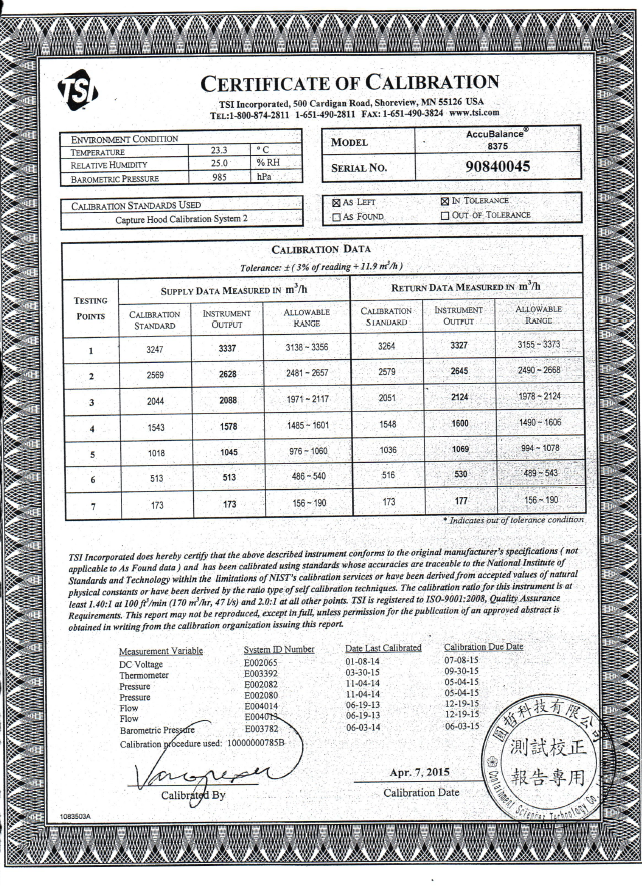 TSI
CERTIFICATE OF CALIBRATION
TSI Incorporated, 500 Cardigan Road, Shoreview, MN 55126 USA
TEL:1-800-874-2811 1-651-490-2811 FAX: 1-651-490-3824 www.tsi.com
ENVIRONMENT CONDITION
TEMPERATURE 23.3 °C
RELATIVE HUMIDITY 25.0 % RH
BAROMETRIC PRESSURE 985 hPa
MODEL AccuBalance® 8375
SERIAL NO. 90840045
CALIBRATION STANDARDS USED
Capture Hood Calibration System 2
☒ AS LEFT ☒ IN TOLERANCE
☐ AS FOUND ☐ OUT OF TOLERANCE
CALIBRATION DATA
Tolerance: ± ( 3% of reading + 11.9 m³/h )
TESTING POINTS
SUPPLY DATA MEASURED IN m³/h RETURN DATA MEASURED IN m³/h
CALIBRATION STANDARD INSTRUMENT OUTPUT ALLOWABLE RANGE CALIBRATION STANDARD INSTRUMENT OUTPUT ALLOWABLE RANGE
1 3247 3337 3138 ~ 3356 3264 3327 3155 ~ 3373
2 2569 2628 2481 ~ 2657 2579 2645 2490 ~ 2668
3 2044 2088 1971 ~ 2117 2051 2124 1978 ~ 2124
4 1543 1578 1485 ~ 1601 1548 1600 1490 ~ 1606
5 1018 1045 976 ~ 1060 1036 1069 994 ~ 1078
6 513 513 486 ~ 540 516 530 489 ~ 543
7 173 173 156 ~ 190 173 177 156 ~ 190
* Indicates out of tolerance condition
TSI Incorporated does hereby certify that the above described instrument conforms to the original manufacturer's specifications ( not
applicable to As Found data ) and has been calibrated using standards whose accuracies are traceable to the National Institute of
Standards and Technology within the limitations of NIST's calibration services or have been derived from accepted values of natural
physical constants or have been derived by the ratio type of self calibration techniques. The calibration ratio for this instrument is at
least 1.40:1 at 100 ft³/min (170 m³/hr, 47 l/s) and 2.0:1 at all other points. TSI is registered to ISO-9001:2008, Quality Assurance
Requirements. This report may not be reproduced, except in full, unless permission for the publication of an approved abstract is
obtained in writing from the calibration organization issuing this report.
Measurement Variable System ID Number Date Last Calibrated Calibration Due Date
DC Voltage E002065 01-08-14 07-08-15
Thermometer E003392 03-30-15 09-30-15
Pressure E002082 11-04-14 05-04-15
Pressure E002080 11-04-14 05-04-15
Flow E004014 06-19-13 12-19-15
Flow E004013 06-19-13 12-19-15
Barometric Pressure E003782 06-03-14 06-03-15
Calibration procedure used: 10000000785B
Calibrated By
Apr. 7, 2015
Calibration Date
哲科技有限公司
測試校正
報告專用
Containment Sciences Technology Co.
1083503A